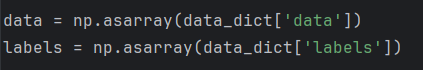 data = np.asarray(data_dict['data'])
labels = np.asarray(data_dict['labels'])